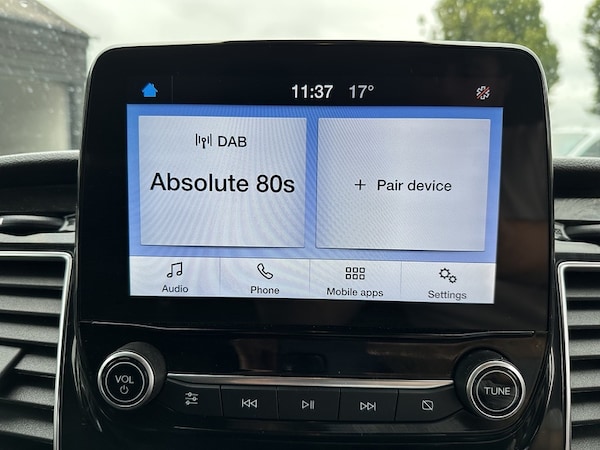 11:37 17°
DAB
Absolute 80s
+ Pair device
Audio Phone Mobile apps Settings
VOL
TUNE